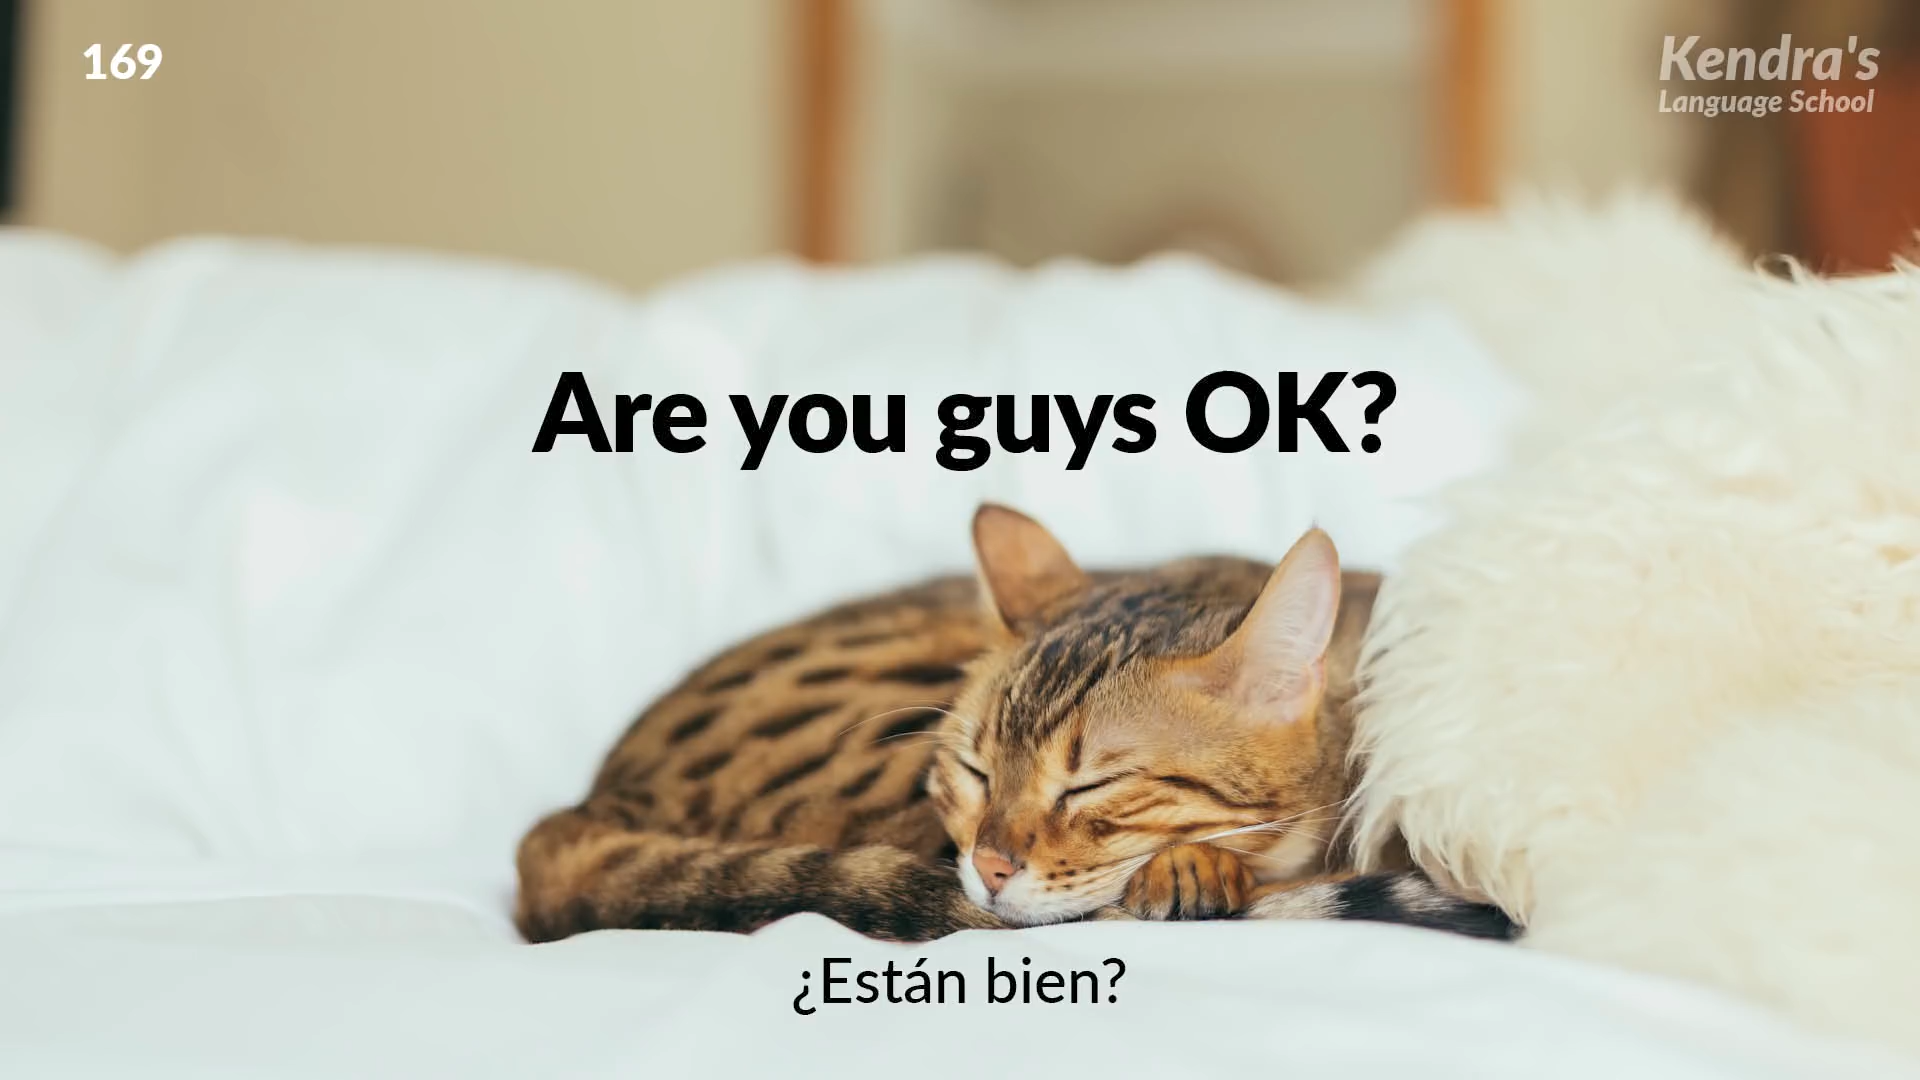 169
Kendra's
Language School
Are you guys OK?
¿Están bien?